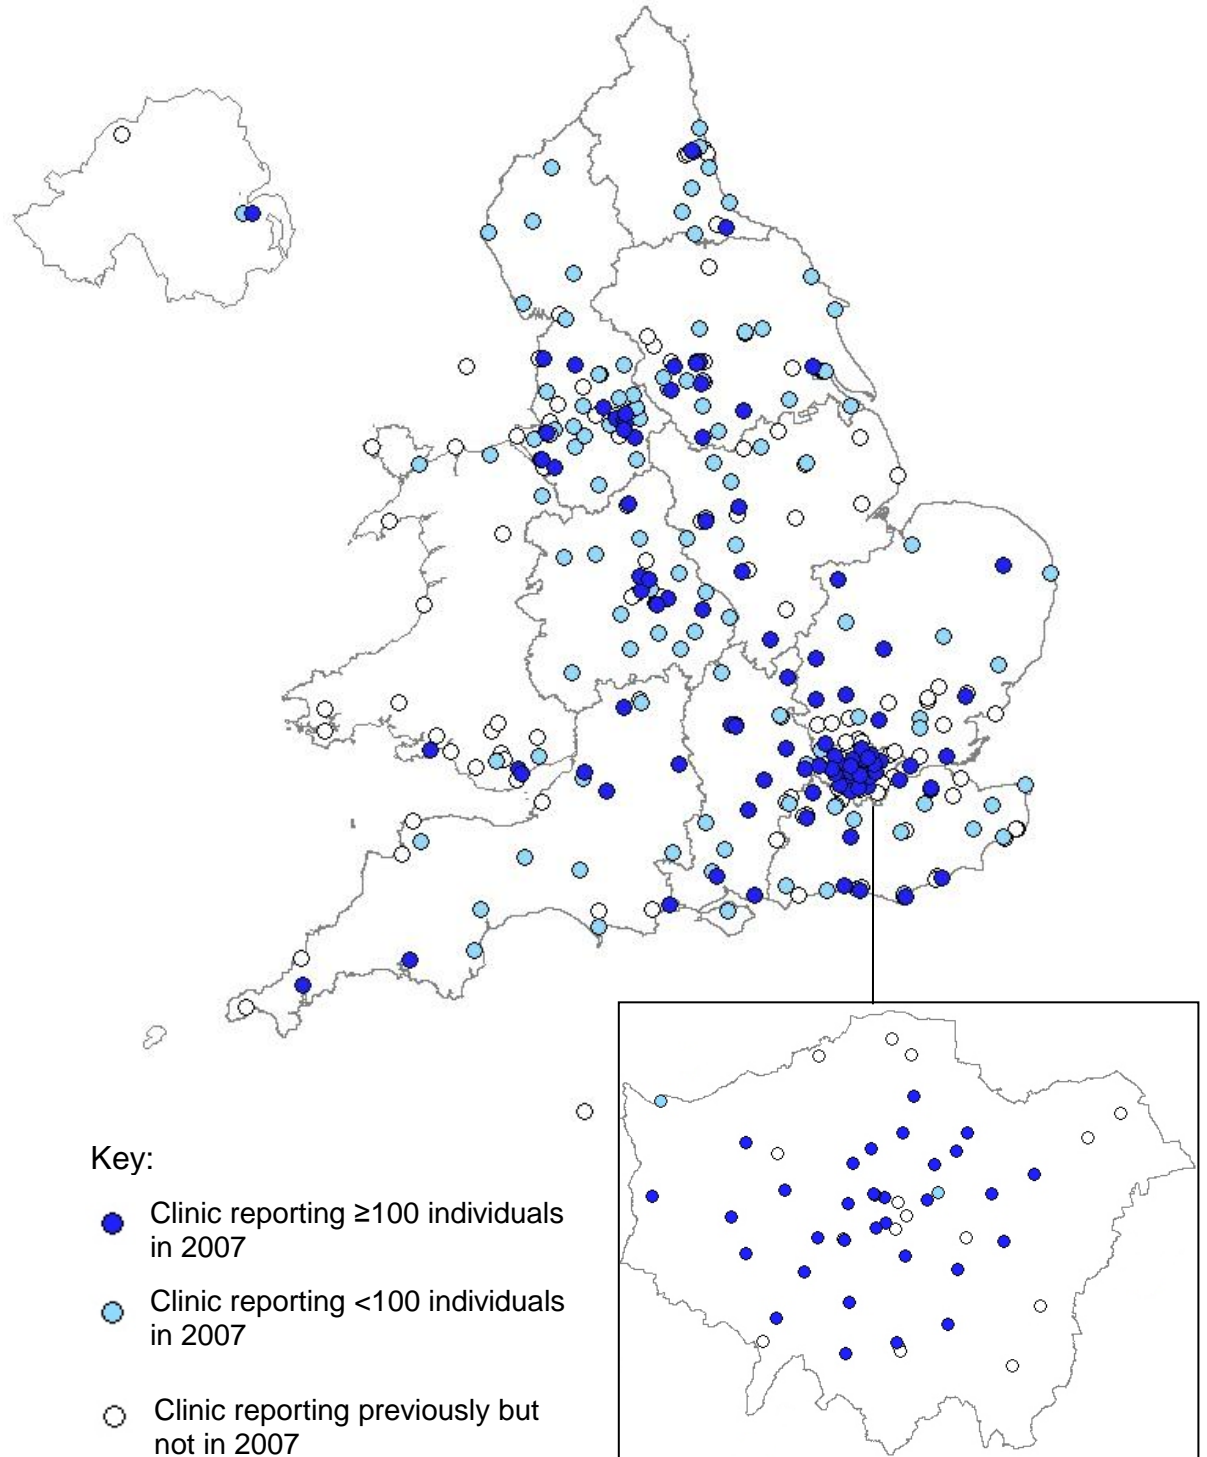 Key:
Clinic reporting ≥100 individuals
in 2007
Clinic reporting <100 individuals
in 2007
Clinic reporting previously but
not in 2007